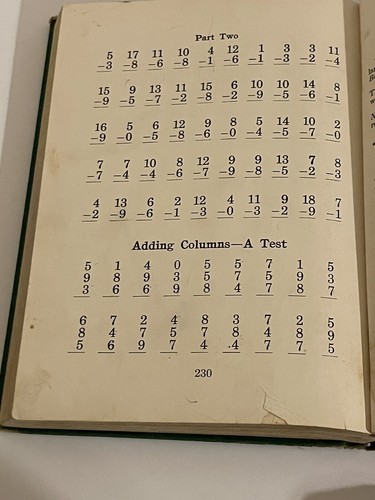 Part Two
5 17 11 10 4 12 1 3 3 11
−3 −8 −6 −8 −1 −6 −1 −3 −2 −4
15 9 13 11 15 6 10 10 14 8
−9 −5 −7 −2 −8 −2 −9 −5 −6 −1
16 5 6 12 9 8 5 14 10 2
−9 −0 −5 −8 −6 −0 −4 −5 −7 −0
7 7 10 8 12 9 9 13 7 8
−7 −4 −4 −6 −7 −9 −8 −5 −2 −3
4 13 6 2 12 4 11 9 18 7
−2 −9 −6 −1 −3 −0 −3 −2 −9 −1
Adding Columns—A Test
5 1 4 0 5 5 7 1 5
9 8 9 3 5 7 5 9 3
3 6 6 9 8 4 7 8 7
6 7 2 4 8 3 7 2 5
8 4 7 5 7 8 4 8 9
5 6 9 7 4 4 7 7 5
230